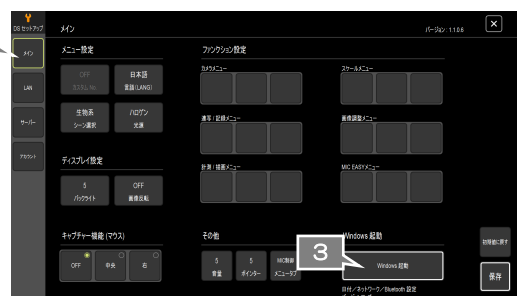 DS セットアップ
メイン
バージョン : 1.1.0.6
メイン
LAN
サーバー
アカウント
メニュー設定
OFF
カスタム No.
日本語
言語(LANG)
生物系
シーン選択
ハロゲン
光源
ディスプレイ設定
5
バックライト
OFF
画像反転
キャプチャー機能 (マウス)
OFF
中央
右
ファンクション設定
カメラメニュー
スケールメニュー
連写 / 記録メニュー
画像調整メニュー
計測 / 描画メニュー
MIC EASYメニュー
その他
5
音量
5
ポインター
MIC制御
メニュータブ
3
Windows 起動
Windows 起動
日付／ネットワーク／Bluetooth 設定
初期値に戻す
保存